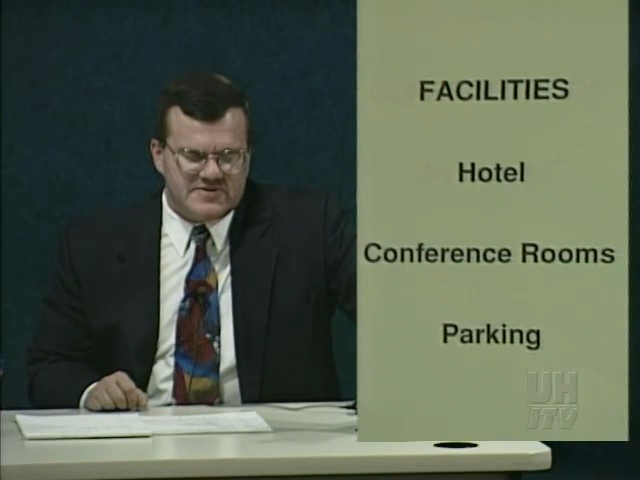 FACILITIES
Hotel
Conference Rooms
Parking
UH
ITV